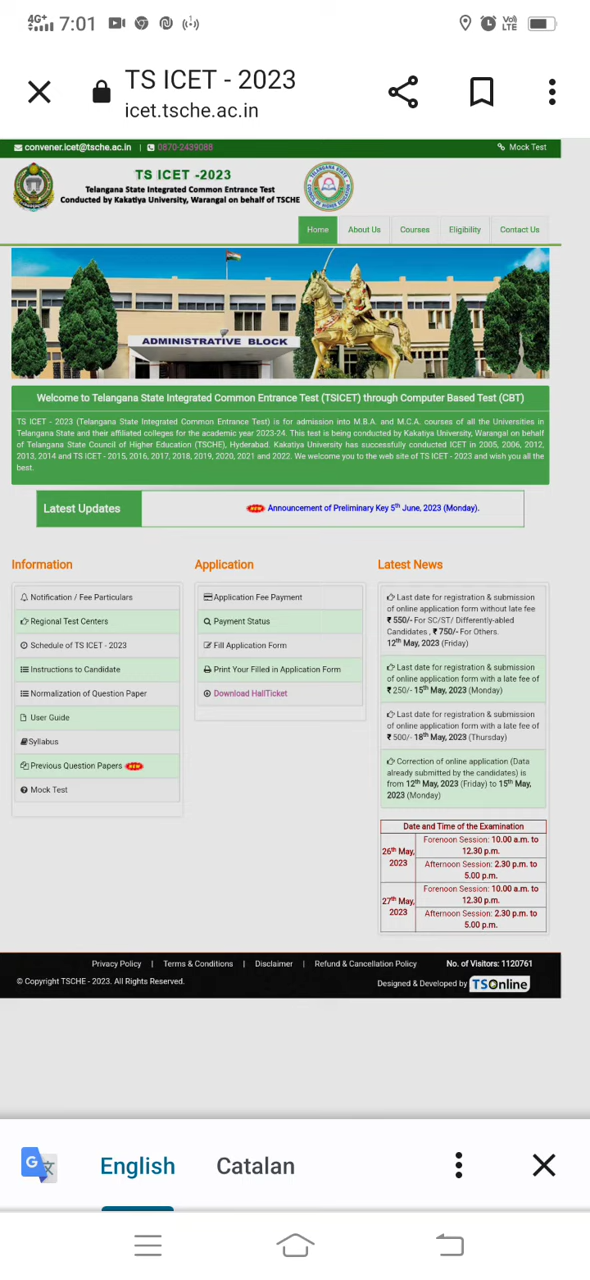 4G+ 7:01 Vo) LTE
TS ICET - 2023
icet.tsche.ac.in
convener.icet@tsche.ac.in | 0870-2439088 Mock Test
TS ICET -2023
Telangana State Integrated Common Entrance Test
Conducted by Kakatiya University, Warangal on behalf of TSCHE
Home About Us Courses Eligibility Contact Us
ADMINISTRATIVE BLOCK
Welcome to Telangana State Integrated Common Entrance Test (TSICET) through Computer Based Test (CBT)
TS ICET - 2023 (Telangana State Integrated Common Entrance Test) is for admission into M.B.A. and M.C.A. courses of all the Universities in
Telangana State and their affiliated colleges for the academic year 2023-24. This test is being conducted by Kakatiya University, Warangal on behalf
of Telangana State Council of Higher Education (TSCHE), Hyderabad. Kakatiya University has successfully conducted ICET in 2005, 2006, 2012,
2013, 2014 and TS ICET - 2015, 2016, 2017, 2018, 2019, 2020, 2021 and 2022. We welcome you to the web site of TS ICET - 2023 and wish you all the
best.
Latest Updates NEW Announcement of Preliminary Key 5th June, 2023 (Monday).
Information
Notification / Fee Particulars
Regional Test Centers
Schedule of TS ICET - 2023
Instructions to Candidate
Normalization of Question Paper
User Guide
Syllabus
Previous Question Papers NEW
Mock Test
Application
Application Fee Payment
Payment Status
Fill Application Form
Print Your Filled in Application Form
Download HallTicket
Latest News
Last date for registration & submission
of online application form without late fee
₹ 550/- For SC/ST/ Differently-abled
Candidates , ₹ 750/- For Others.
12th May, 2023 (Friday)
Last date for registration & submission
of online application form with a late fee of
₹ 250/- 15th May, 2023 (Monday)
Last date for registration & submission
of online application form with a late fee of
₹ 500/- 18th May, 2023 (Thursday)
Correction of online application (Data
already submitted by the candidates) is
from 12th May, 2023 (Friday) to 15th May,
2023 (Monday)
Date and Time of the Examination
26th May,
2023
Forenoon Session: 10.00 a.m. to
12.30 p.m.
Afternoon Session: 2.30 p.m. to
5.00 p.m.
27th May,
2023
Forenoon Session: 10.00 a.m. to
12.30 p.m.
Afternoon Session: 2.30 p.m. to
5.00 p.m.
Privacy Policy | Terms & Conditions | Disclaimer | Refund & Cancellation Policy No. of Visitors: 1120761
© Copyright TSCHE - 2023. All Rights Reserved. Designed & Developed by TSOnline
G 文 English Catalan